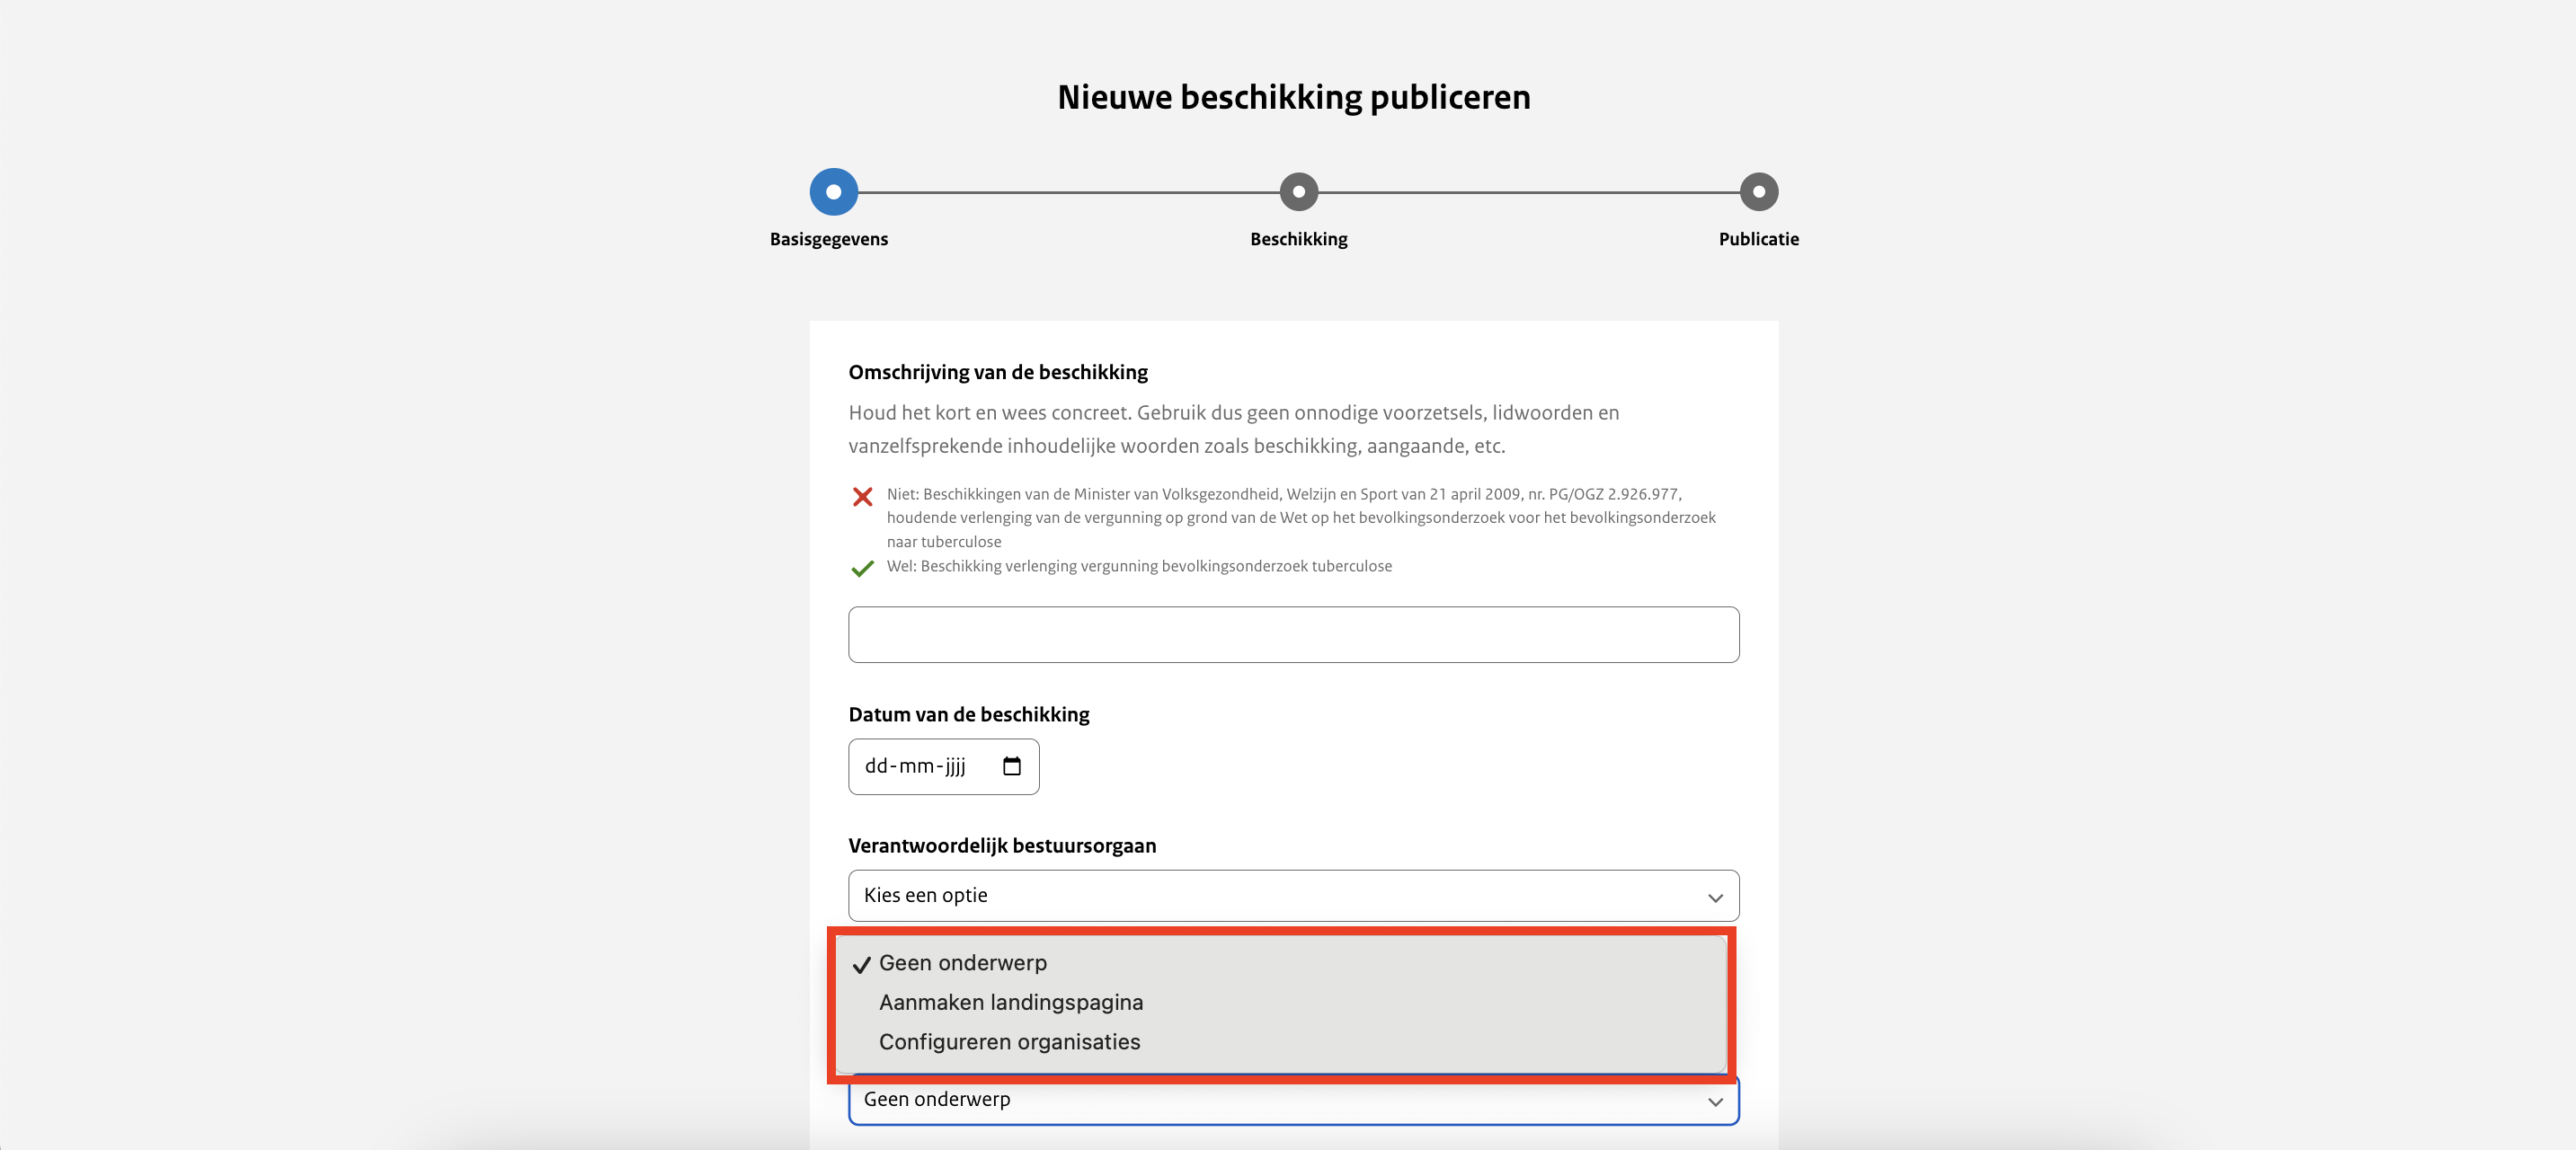 Nieuwe beschikking publiceren
Basisgegevens
Beschikking
Publicatie
Omschrijving van de beschikking
Houd het kort en wees concreet. Gebruik dus geen onnodige voorzetsels, lidwoorden en
vanzelfsprekende inhoudelijke woorden zoals beschikking, aangaande, etc.
Niet: Beschikkingen van de Minister van Volksgezondheid, Welzijn en Sport van 21 april 2009, nr. PG/OGZ 2.926.977,
houdende verlenging van de vergunning op grond van de Wet op het bevolkingsonderzoek voor het bevolkingsonderzoek
naar tuberculose
Wel: Beschikking verlenging vergunning bevolkingsonderzoek tuberculose
Datum van de beschikking
dd-mm-jjjj
Verantwoordelijk bestuursorgaan
Kies een optie
Geen onderwerp
Aanmaken landingspagina
Configureren organisaties
Geen onderwerp